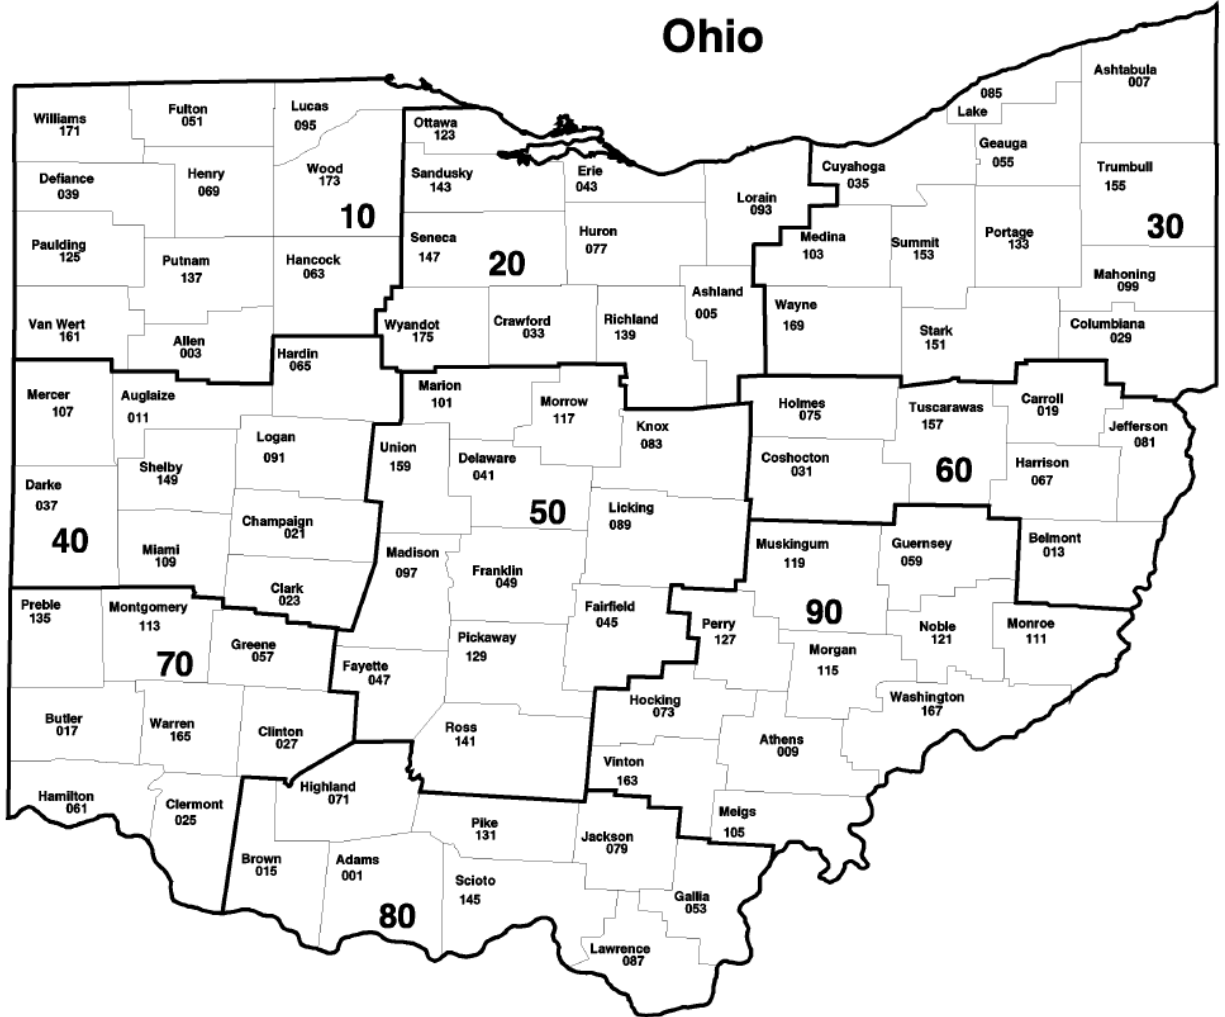 Ohio
Williams
171
Fulton
051
Lucas
095
Wood
173
Defiance
039
Henry
069
10
Paulding
125
Putnam
137
Hancock
063
Van Wert
161
Allen
003
Ottawa
123
Sandusky
143
Erie
043
Lorain
093
Seneca
147
20
Huron
077
Ashland
005
Wyandot
175
Crawford
033
Richland
139
085
Lake
Ashtabula
007
Geauga
055
Cuyahoga
035
Trumbull
155
30
Medina
103
Summit
153
Portage
133
Mahoning
099
Wayne
169
Stark
151
Columbiana
029
Hardin
065
Mercer
107
Auglaize
011
Logan
091
Shelby
149
Darke
037
40
Champaign
021
Miami
109
Clark
023
Marion
101
Morrow
117
Knox
083
Union
159
Delaware
041
50
Licking
089
Madison
097
Franklin
049
Fairfield
045
Pickaway
129
Fayette
047
Ross
141
Holmes
075
Tuscarawas
157
Carroll
019
Jefferson
081
Coshocton
031
60
Harrison
067
Belmont
013
Preble
135
Montgomery
113
Greene
057
70
Butler
017
Warren
165
Clinton
027
Hamilton
061
Clermont
025
Muskingum
119
Guernsey
059
90
Perry
127
Noble
121
Monroe
111
Morgan
115
Washington
167
Hocking
073
Athens
009
Vinton
163
Meigs
105
Highland
071
Pike
131
Jackson
079
Brown
015
Adams
001
Scioto
145
Gallia
053
80
Lawrence
087